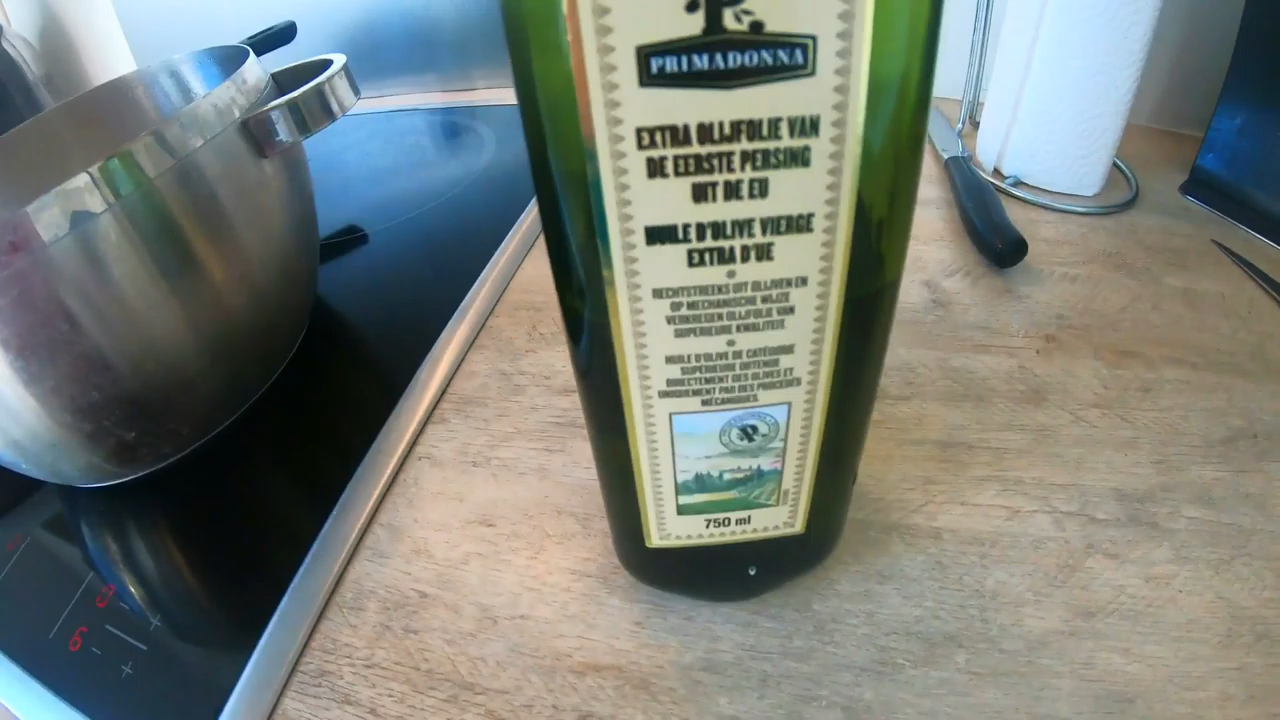 PRIMADONNA
EXTRA OLIJFOLIE VAN
DE EERSTE PERSING
UIT DE EU
HUILE D'OLIVE VIERGE
EXTRA D'UE
RECHTSTREEKS UIT OLIJVEN EN
OP MECHANISCHE WIJZE
VERKREGEN OLIJFOLIE VAN
SUPERIEURE KWALITEIT.
HUILE D'OLIVE DE CATÉGORIE
SUPÉRIEURE OBTENUE
DIRECTEMENT DES OLIVES ET
UNIQUEMENT PAR DES PROCÉDÉS
MÉCANIQUES.
P
750 ml